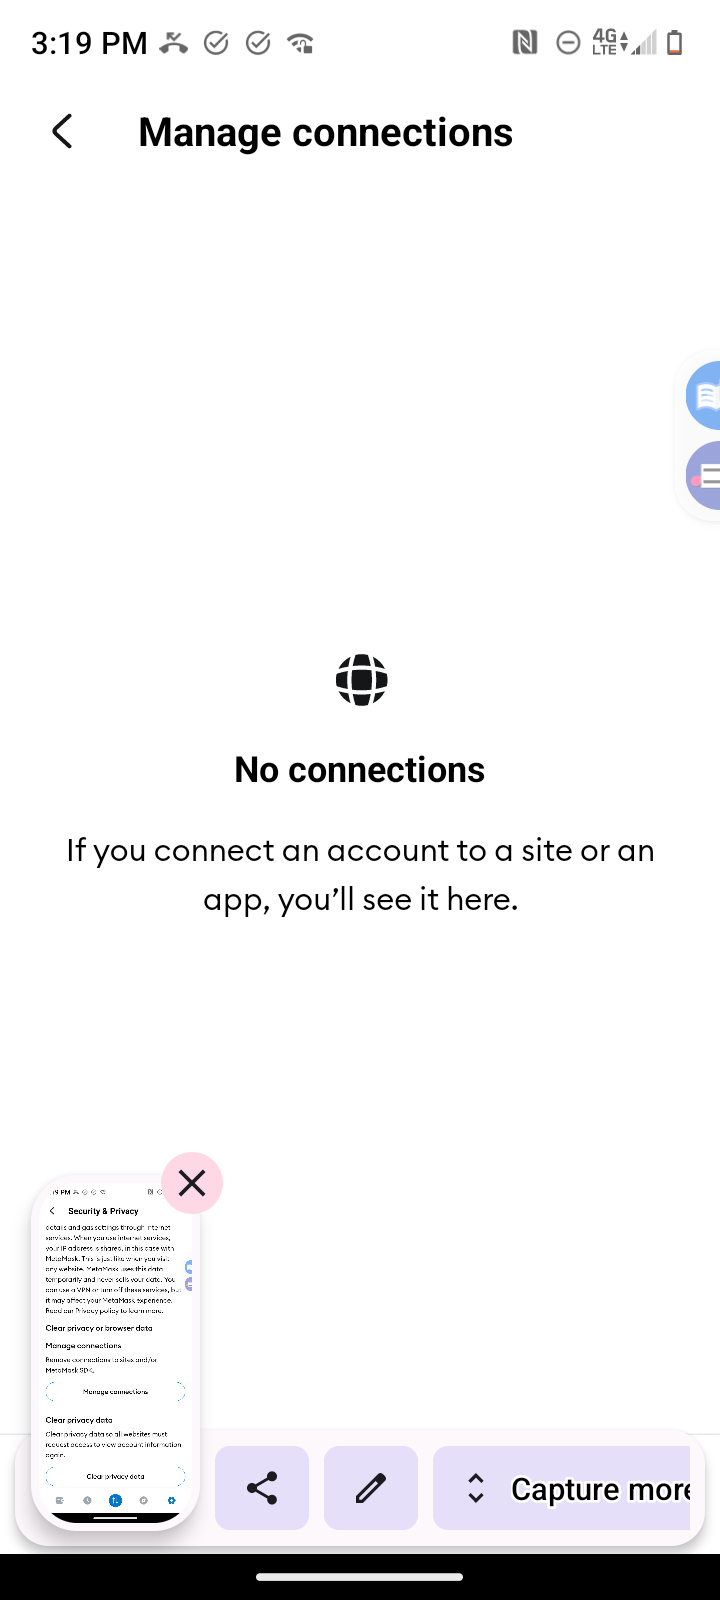 3:19 PM
4G
LTE
Manage connections
No connections
If you connect an account to a site or an
app, you’ll see it here.
Security & Privacy
details and gas settings through internet
services. When you use internet services,
your IP address is shared, in this case with
MetaMask. This is just like when you visit
any website. MetaMask uses this data
temporarily and never sells your data. You
can use a VPN or turn off these services, but
it may affect your MetaMask experience.
Read our Privacy policy to learn more.
Clear privacy or browser data
Manage connections
Remove connections to sites and/or
MetaMask SDK.
Manage connections
Clear privacy data
Clear privacy data so all websites must
request access to view account information
again.
Clear privacy data
Capture more